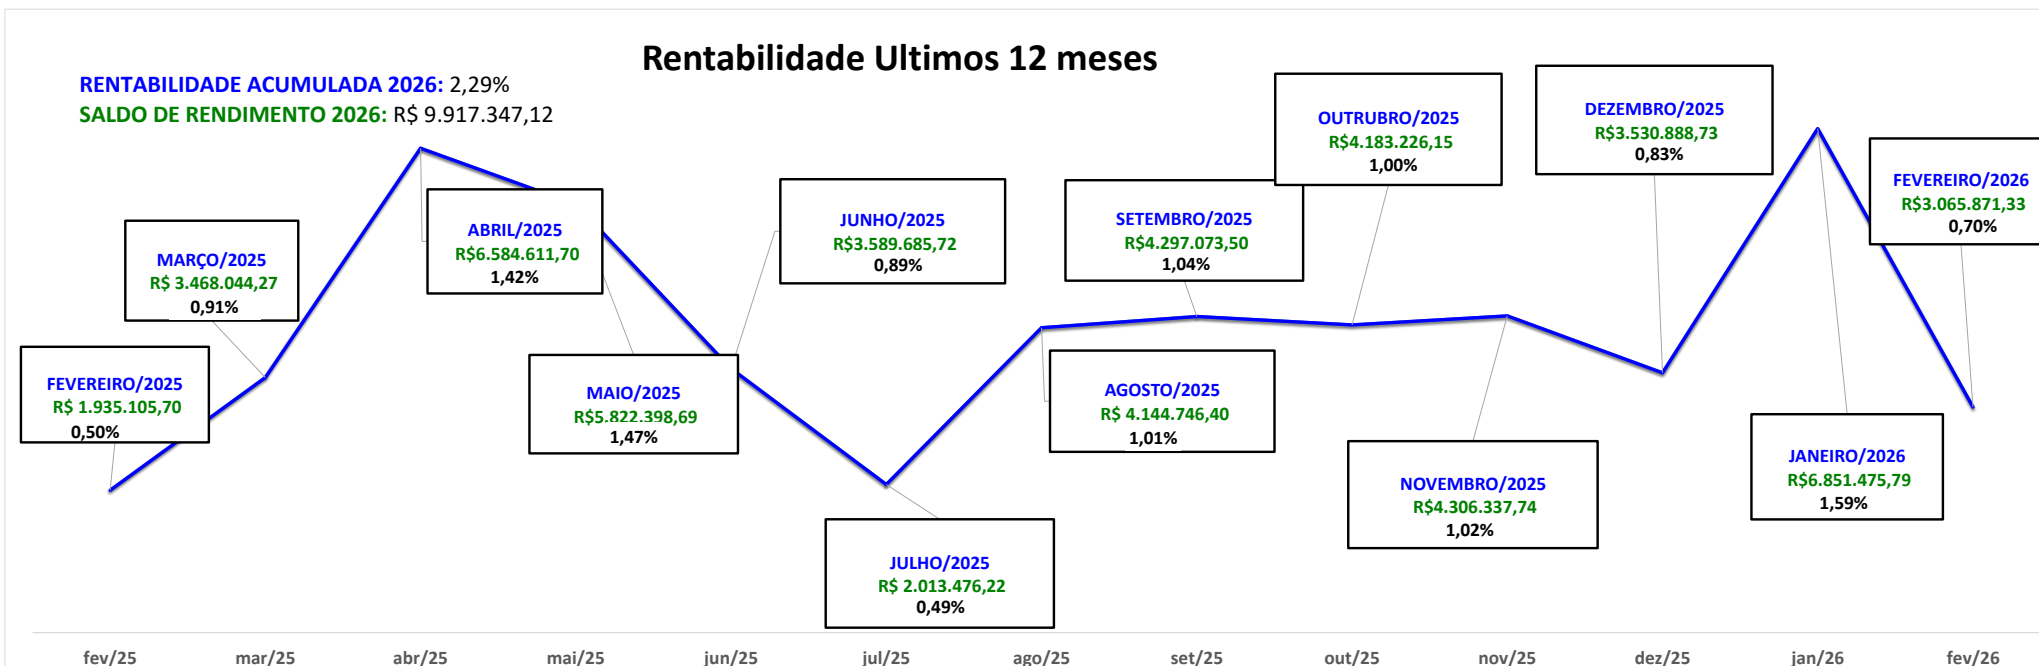 Rentabilidade Ultimos 12 meses
RENTABILIDADE ACUMULADA 2026: 2,29%
SALDO DE RENDIMENTO 2026: R$ 9.917.347,12
FEVEREIRO/2025
R$ 1.935.105,70
0,50%
MARÇO/2025
R$ 3.468.044,27
0,91%
ABRIL/2025
R$6.584.611,70
1,42%
MAIO/2025
R$5.822.398,69
1,47%
JUNHO/2025
R$3.589.685,72
0,89%
JULHO/2025
R$ 2.013.476,22
0,49%
AGOSTO/2025
R$ 4.144.746,40
1,01%
SETEMBRO/2025
R$4.297.073,50
1,04%
OUTRUBRO/2025
R$4.183.226,15
1,00%
NOVEMBRO/2025
R$4.306.337,74
1,02%
DEZEMBRO/2025
R$3.530.888,73
0,83%
JANEIRO/2026
R$6.851.475,79
1,59%
FEVEREIRO/2026
R$3.065.871,33
0,70%
fev/25 mar/25 abr/25 mai/25 jun/25 jul/25 ago/25 set/25 out/25 nov/25 dez/25 jan/26 fev/26